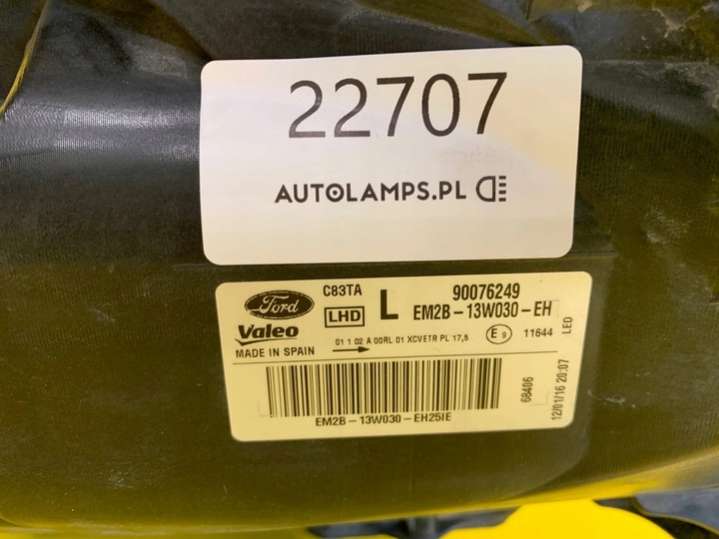 22707
AUTOLAMPS.PL
Ford
C83TA
LHD
L
90076249
EM2B-13W030-EH
Valeo
MADE IN SPAIN
01 1 02 A 00RL 01 XCVETR PL 17,5
E9
11644
LED
EM2B-13W030-EH25IE
68406
12/01/16 20:07